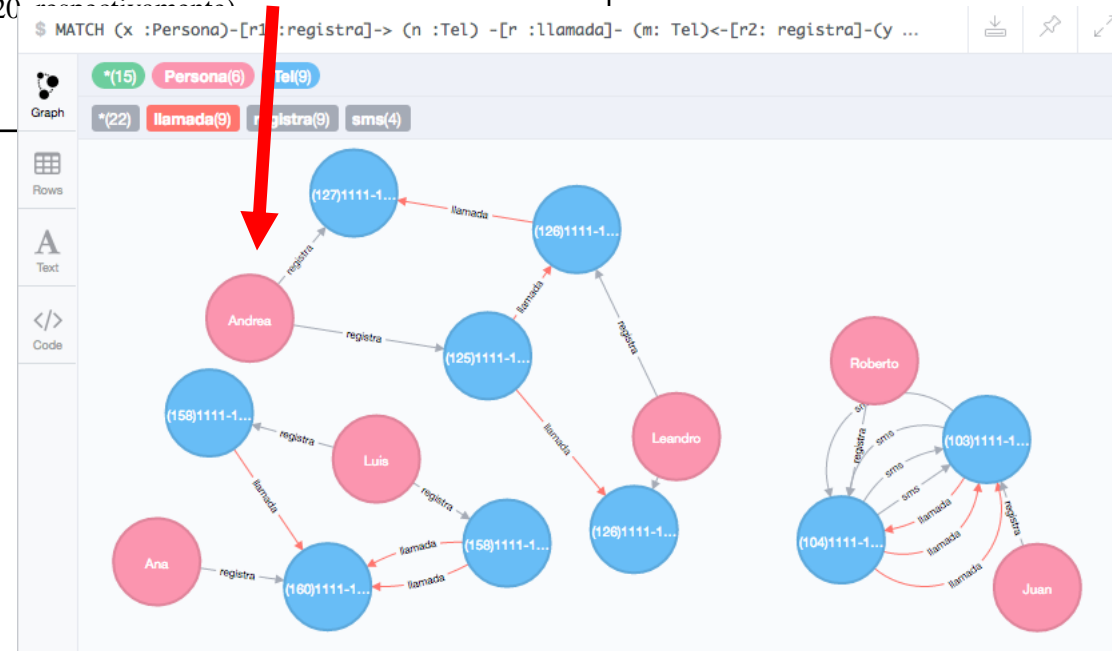 $ MATCH (x :Persona)-[r1 :registra]-> (n :Tel) -[r :llamada]- (m: Tel)<-[r2: registra]-(y ...
*(15) Persona(6) Tel(9)
Graph
*(22) llamada(9) registra(9) sms(4)
Rows
A
Text
</>
Code
(127)1111-1...
llamada
(126)1111-1...
registra
llamada
Andrea
registra
registra
(125)1111-1...
Roberto
(158)1111-1...
llamada
Leandro
sms
registra
sms
(103)1111-1...
registra
Luis
sms
sms
llamada
registra
llamada
registra
(126)1111-1...
(104)1111-1...
llamada
(158)1111-1...
llamada
Ana
registra
llamada
llamada
(160)1111-1...
Juan